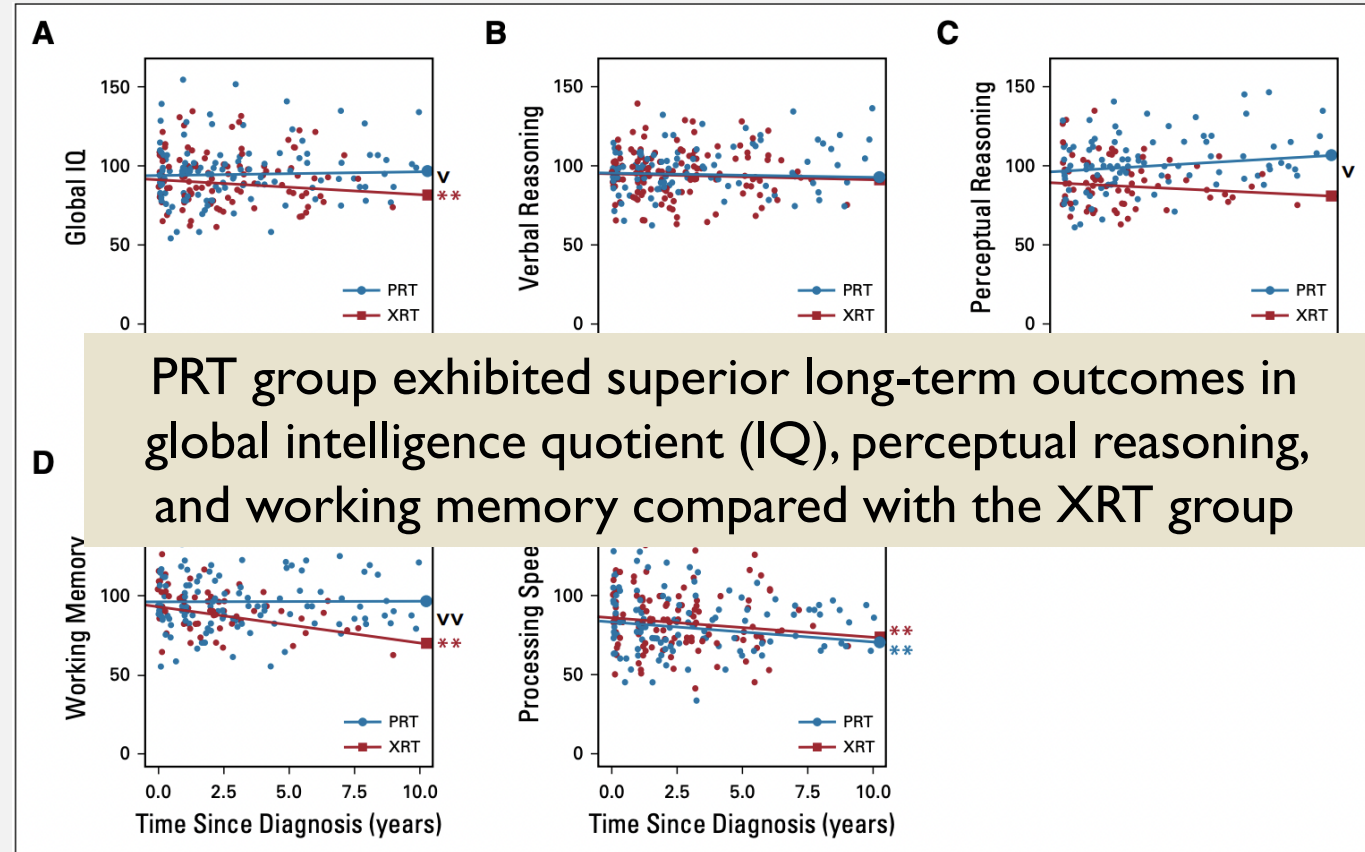 A
B
C
Global IQ
150
100
50
0
v
**
PRT
XRT
Verbal Reasoning
150
100
50
0
PRT
XRT
Perceptual Reasoning
150
100
50
0
v
PRT
XRT
PRT group exhibited superior long-term outcomes in
global intelligence quotient (IQ), perceptual reasoning,
and working memory compared with the XRT group
D
Working Memory
100
50
0
vv
**
PRT
XRT
0.0 2.5 5.0 7.5 10.0
Time Since Diagnosis (years)
Processing Spee
100
50
0
**
**
PRT
XRT
0.0 2.5 5.0 7.5 10.0
Time Since Diagnosis (years)